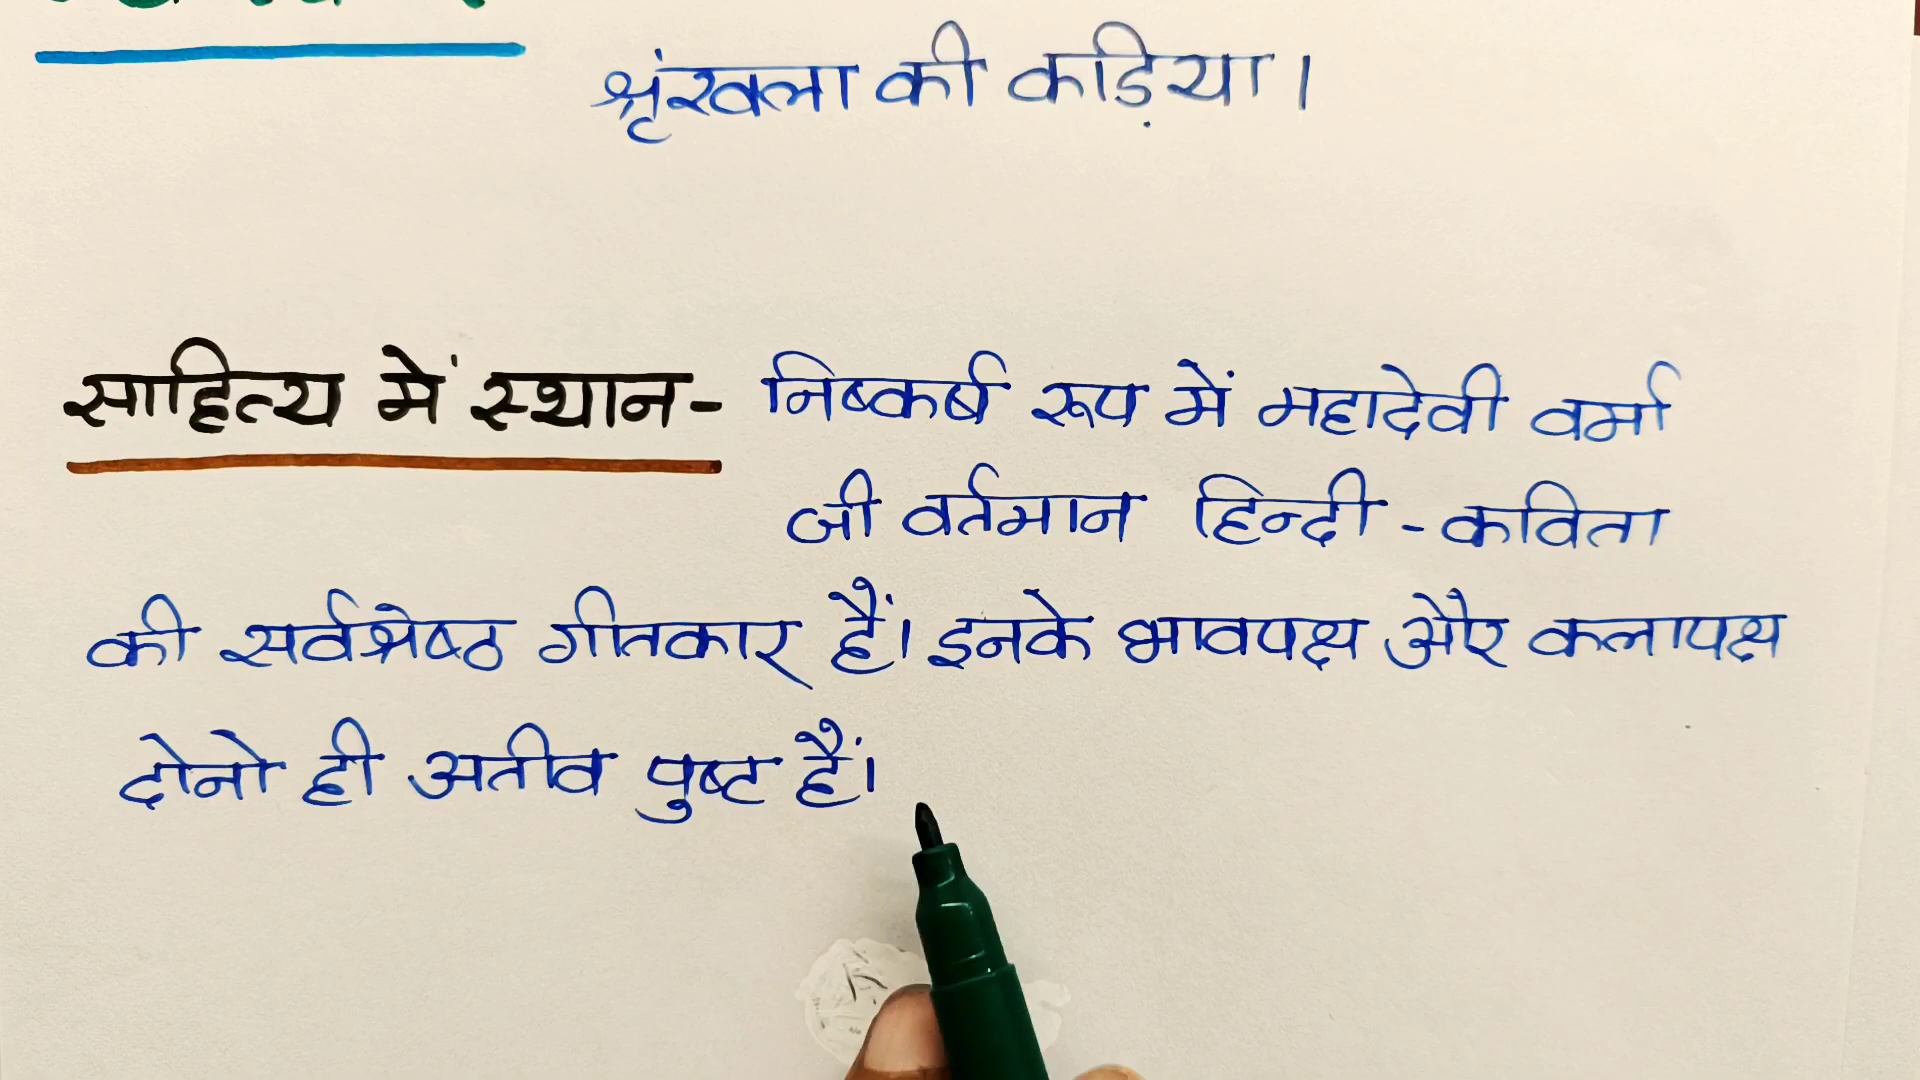 श्रृंखला की कड़िया।
साहित्य में स्थान- निष्कर्ष रूप में महादेवी वर्मा
जी वर्तमान हिन्दी - कविता
की सर्वश्रेष्ठ गीतकार हैं। इनके भावपक्ष और कलापक्ष
दोनो ही अतीव पुष्ट हैं।